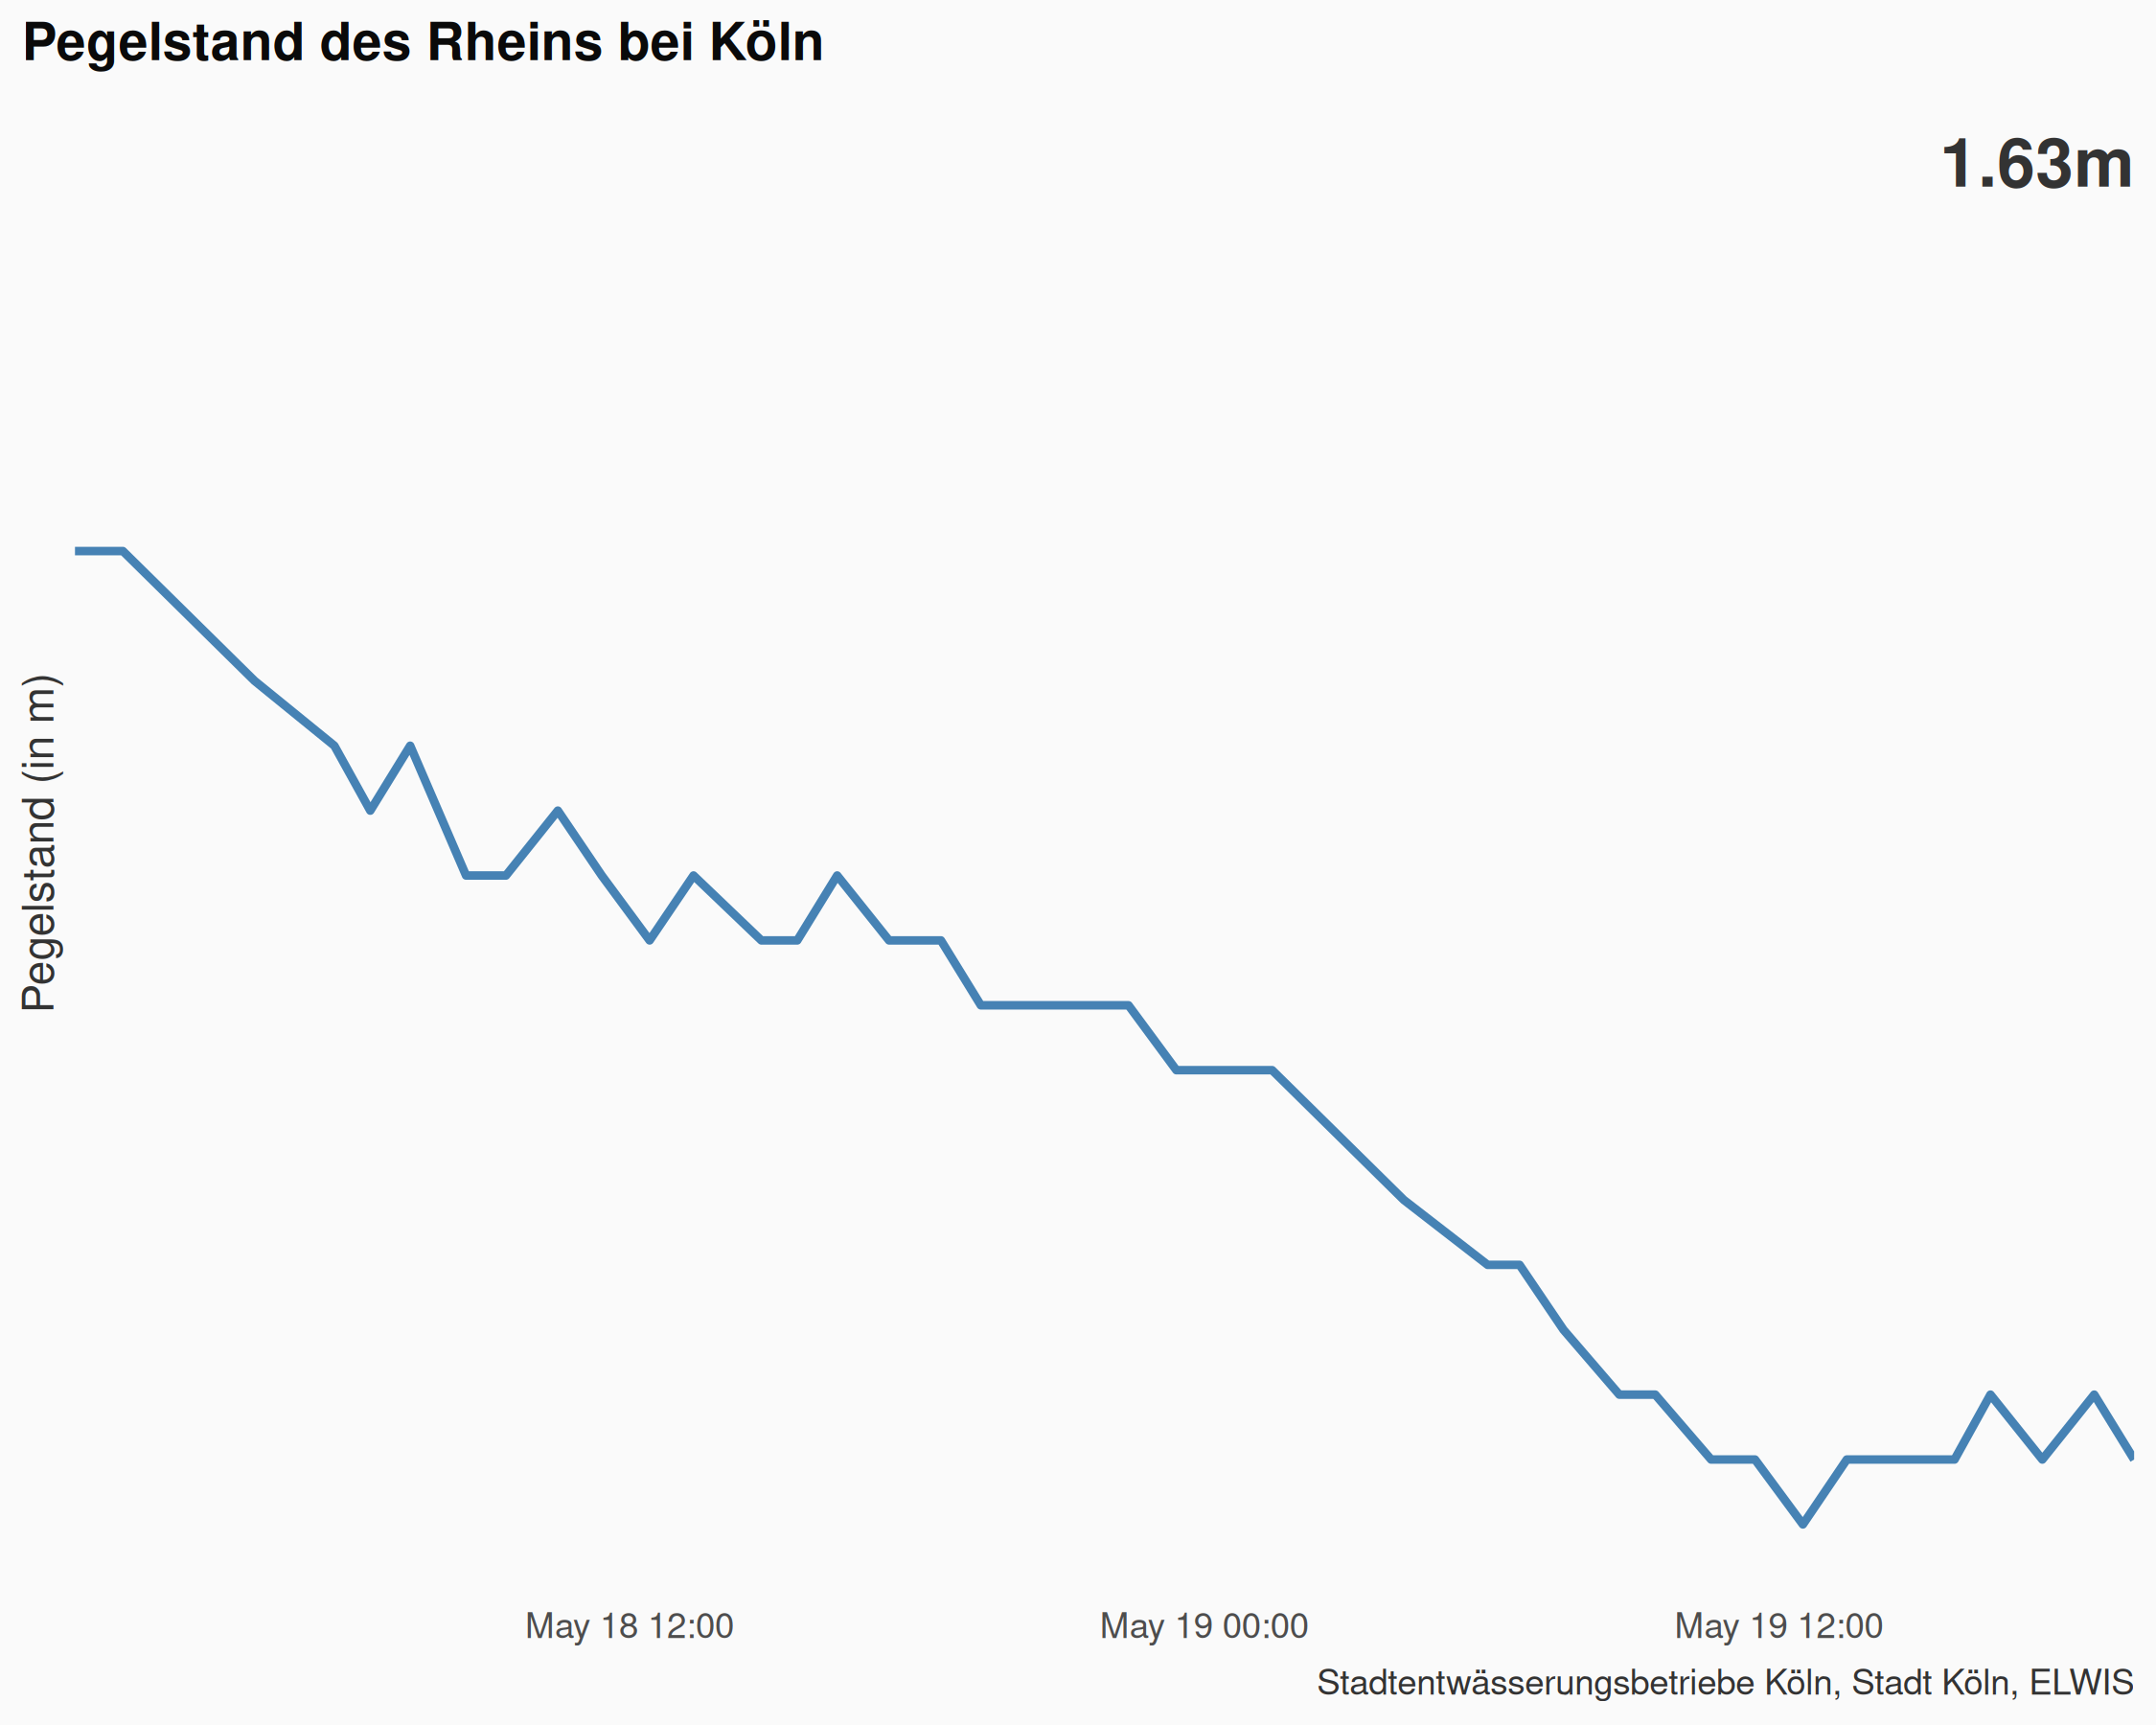 Pegelstand des Rheins bei Köln
1.63m
Pegelstand (in m)
May 18 12:00
May 19 00:00
May 19 12:00
Stadtentwässerungsbetriebe Köln, Stadt Köln, ELWIS